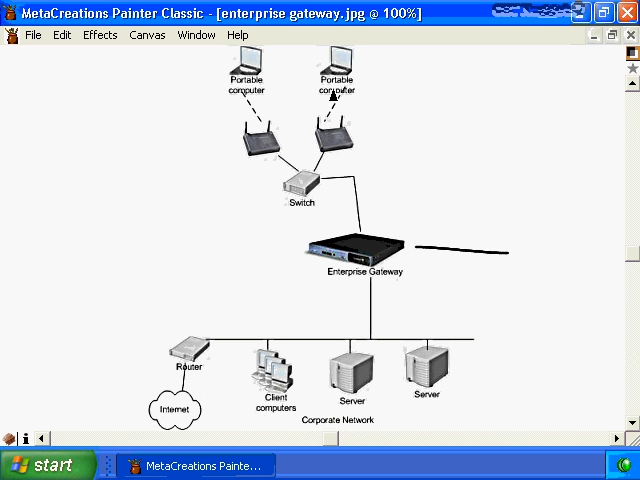 MetaCreations Painter Classic - [enterprise gateway.jpg @ 100%]
File Edit Effects Canvas Window Help
Portable computer
Portable computer
Switch
Enterprise Gateway
Router
Client computers
Server
Server
Internet
Corporate Network
start
MetaCreations Painte...